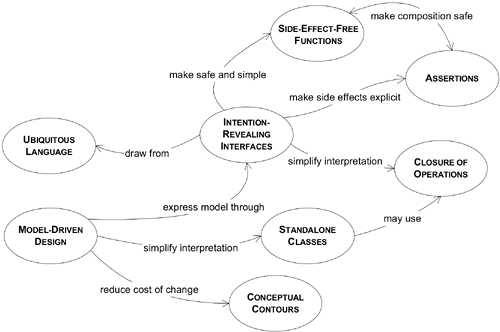 SIDE-EFFECT-FREE
FUNCTIONS
make composition safe
make safe and simple
ASSERTIONS
make side effects explicit
INTENTION-
REVEALING
INTERFACES
UBIQUITOUS
LANGUAGE
draw from
simplify interpretation
CLOSURE OF
OPERATIONS
express model through
may use
MODEL-DRIVEN
DESIGN
simplify interpretation
STANDALONE
CLASSES
reduce cost of change
CONCEPTUAL
CONTOURS